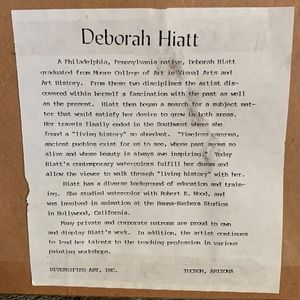 Deborah Hiatt
A Philadelphia, Pennsylvania native, Deborah Hiatt
graduated from Moore College of Art in Visual Arts and
Art History. From these two disciplines the artist dis-
covered within herself a fascination with the past as well
as the present. Hiatt then began a search for a subject mat-
ter that would satisfy her desire to grow in both areas.
Her travels finally ended in the Southwest where she
found a "living history" so abundant. "Timeless canyons,
ancient pueblos exist for us to see, whose past seems so
alive and whose beauty is always awe inspiring." Today
Hiatt's contemporary watercolors fulfill her dream and
allow the viewer to walk through "living history" with her.
Hiatt has a diverse background of education and train-
ing. She studied watercolor with Robert E. Wood, and
was involved in animation at the Hanna-Barbera Studios
in Hollywood, California.
Many private and corporate patrons are proud to own
and display Hiatt's work. In addition, the artist continues
to lend her talents to the teaching profession in various
painting workshops.
DIVERSIFIED ART, INC. TUCSON, ARIZONA